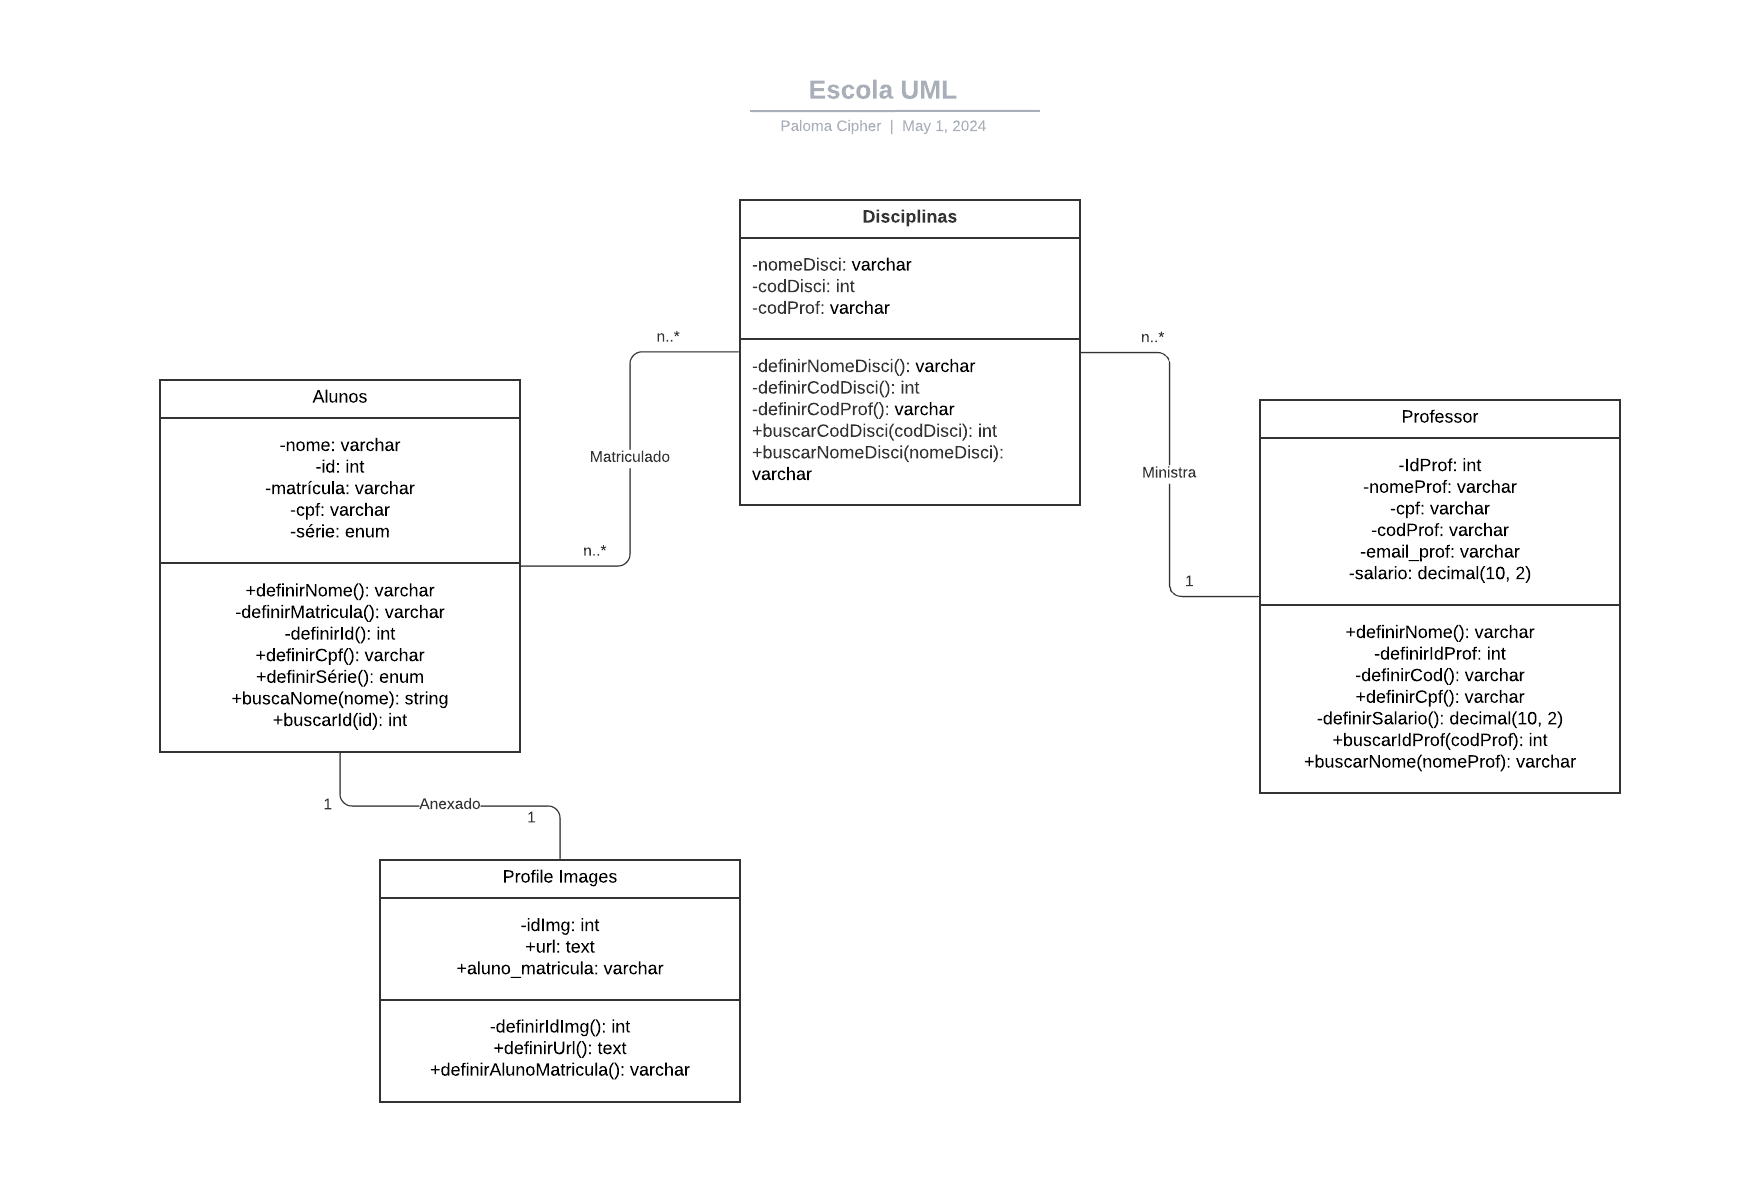 Escola UML
Paloma Cipher | May 1, 2024
Disciplinas
-nomeDisci: varchar
-codDisci: int
-codProf: varchar
-definirNomeDisci(): varchar
-definirCodDisci(): int
-definirCodProf(): varchar
+buscarCodDisci(codDisci): int
+buscarNomeDisci(nomeDisci):
varchar
n..*
Matriculado
n..*
n..*
Ministra
1
Alunos
-nome: varchar
-id: int
-matrícula: varchar
-cpf: varchar
-série: enum
+definirNome(): varchar
-definirMatricula(): varchar
-definirId(): int
+definirCpf(): varchar
+definirSérie(): enum
+buscaNome(nome): string
+buscarId(id): int
Professor
-IdProf: int
-nomeProf: varchar
-cpf: varchar
-codProf: varchar
-email_prof: varchar
-salario: decimal(10, 2)
+definirNome(): varchar
-definirIdProf: int
-definirCod(): varchar
+definirCpf(): varchar
-definirSalario(): decimal(10, 2)
+buscarIdProf(codProf): int
+buscarNome(nomeProf): varchar
1
Anexado
1
Profile Images
-idImg: int
+url: text
+aluno_matricula: varchar
-definirIdImg(): int
+definirUrl(): text
+definirAlunoMatricula(): varchar